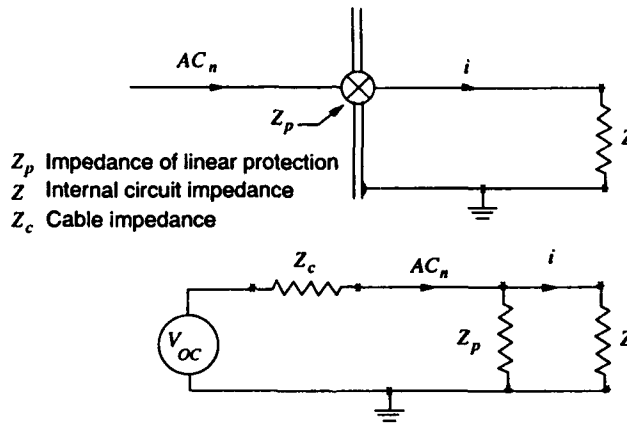 AC_n
i
Z_p
Z
Z_p Impedance of linear protection
Z Internal circuit impedance
Z_c Cable impedance
Z_c
AC_n
i
V_OC
Z_p
Z